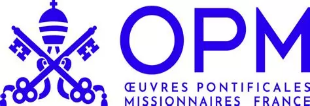 OPM
ŒUVRES PONTIFICALES
MISSIONNAIRES FRANCE